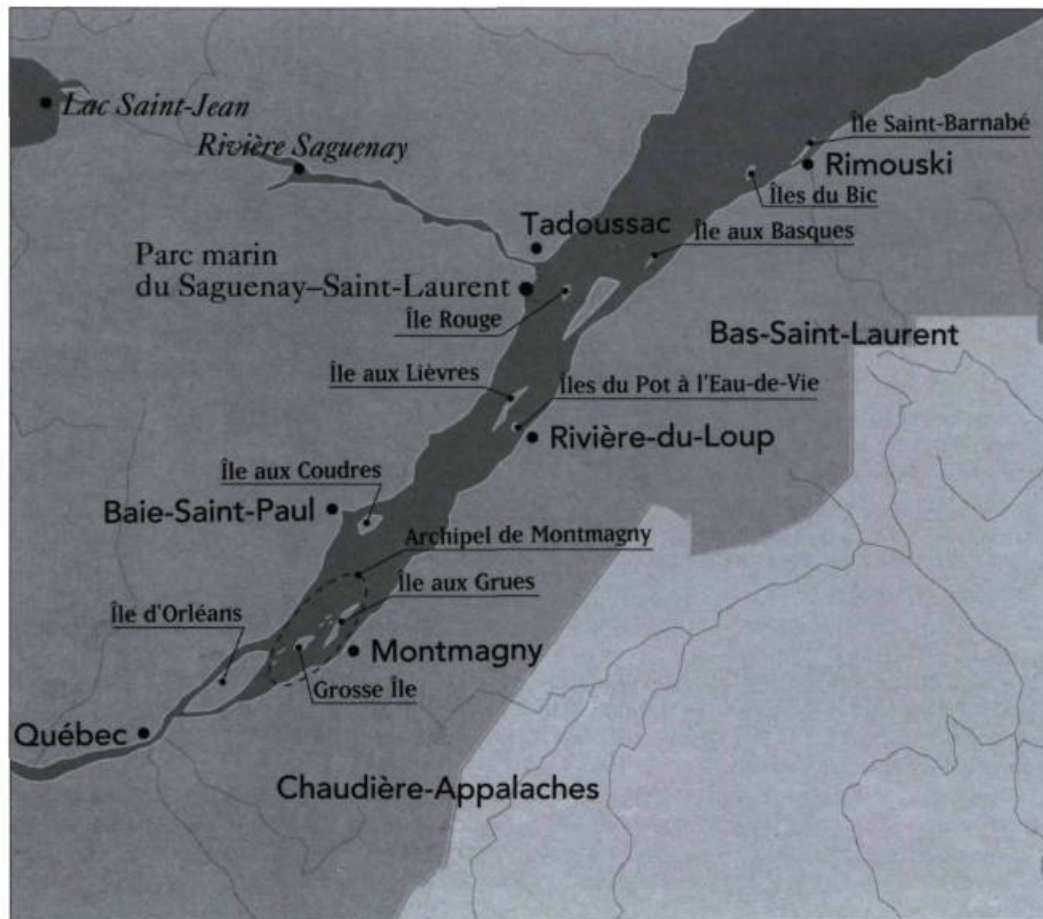 Lac Saint-Jean
Île Saint-Barnabé
Rivière Saguenay
Rimouski
Îles du Bic
Tadoussac
Île aux Basques
Parc marin
du Saguenay–Saint-Laurent
Île Rouge
Bas-Saint-Laurent
Île aux Lièvres
Îles du Pot à l'Eau-de-Vie
Rivière-du-Loup
Île aux Coudres
Baie-Saint-Paul
Archipel de Montmagny
Île aux Grues
Île d'Orléans
Montmagny
Grosse Île
Québec
Chaudière-Appalaches